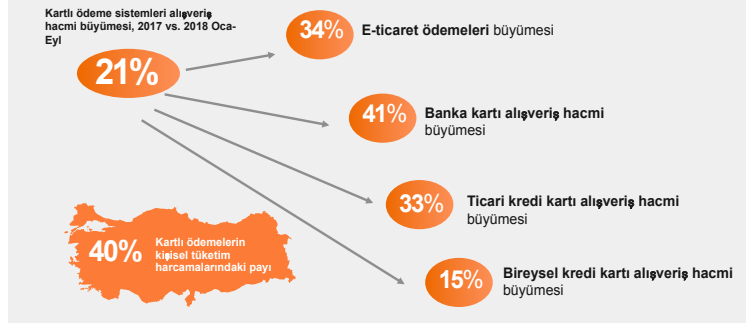 Kartlı ödeme sistemleri alışveriş
hacmi büyümesi, 2017 vs. 2018 Oca-
Eyl
21%
34% E-ticaret ödemeleri büyümesi
41% Banka kartı alışveriş hacmi
büyümesi
33% Ticari kredi kartı alışveriş hacmi
büyümesi
15% Bireysel kredi kartı alışveriş hacmi
büyümesi
40%
Kartlı ödemelerin
kişisel tüketim
harcamalarındaki payı